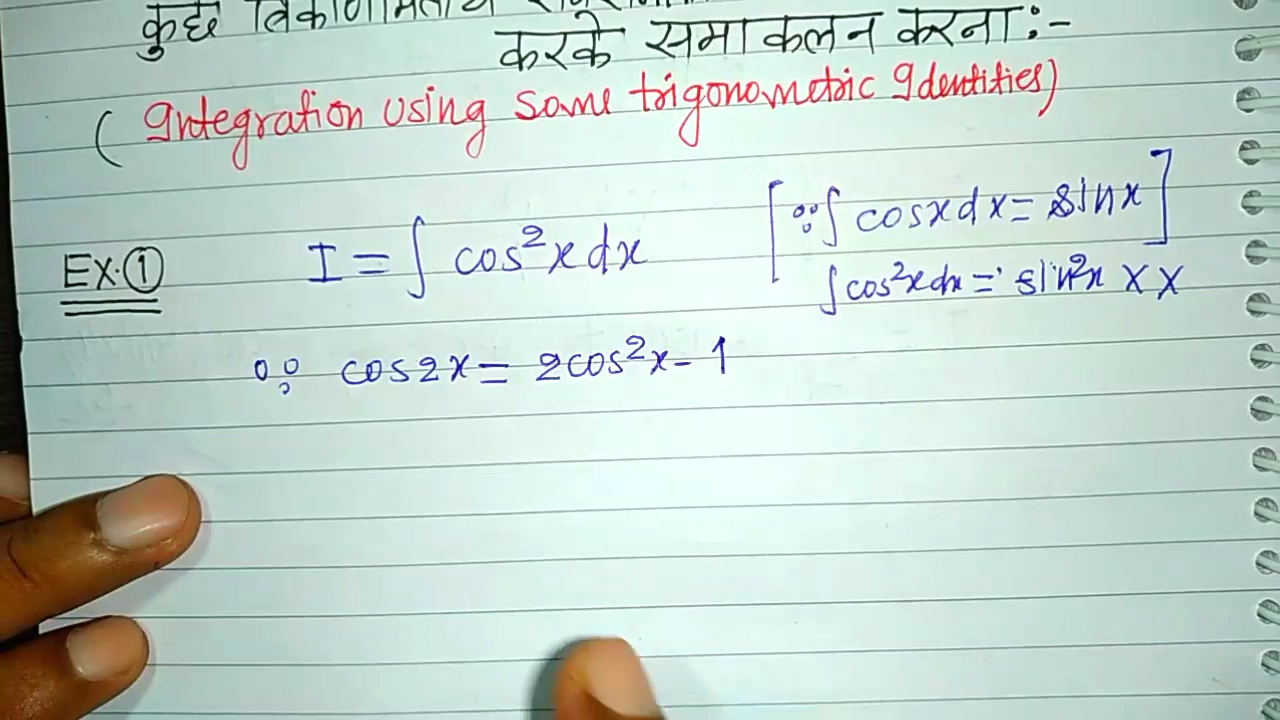 कुछ
करके समाकलन करना:-
(Integration using some trigonometric Identities)
Ex.① I = ∫ cos²x dx [∵ ∫ cosx dx = sinx]
∫cos²x dx = sin²x X X
∵ cos2x = 2cos²x - 1